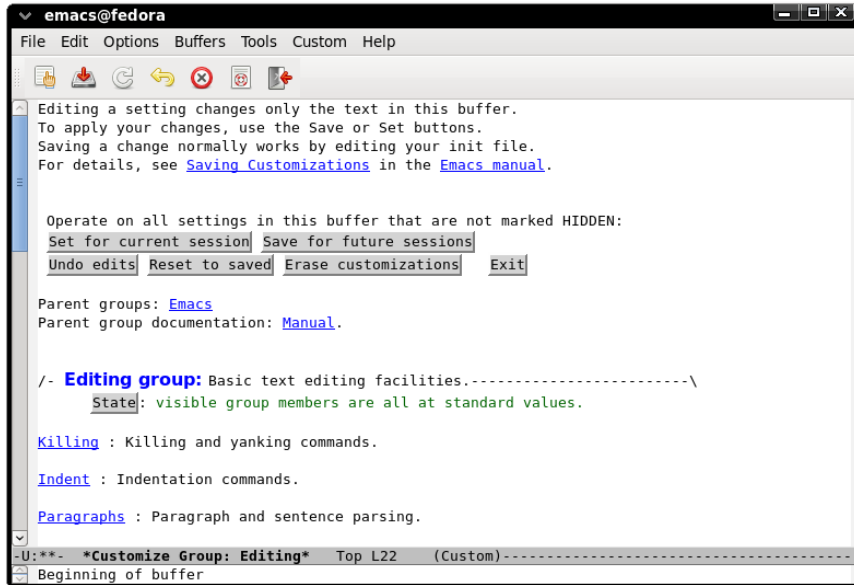 emacs@fedora
File Edit Options Buffers Tools Custom Help
Editing a setting changes only the text in this buffer.
To apply your changes, use the Save or Set buttons.
Saving a change normally works by editing your init file.
For details, see Saving Customizations in the Emacs manual.
Operate on all settings in this buffer that are not marked HIDDEN:
Set for current session Save for future sessions
Undo edits Reset to saved Erase customizations Exit
Parent groups: Emacs
Parent group documentation: Manual.
/- Editing group: Basic text editing facilities.-------------------------\
State: visible group members are all at standard values.
Killing : Killing and yanking commands.
Indent : Indentation commands.
Paragraphs : Paragraph and sentence parsing.
-U:**- *Customize Group: Editing* Top L22 (Custom)----------------------------------------
Beginning of buffer